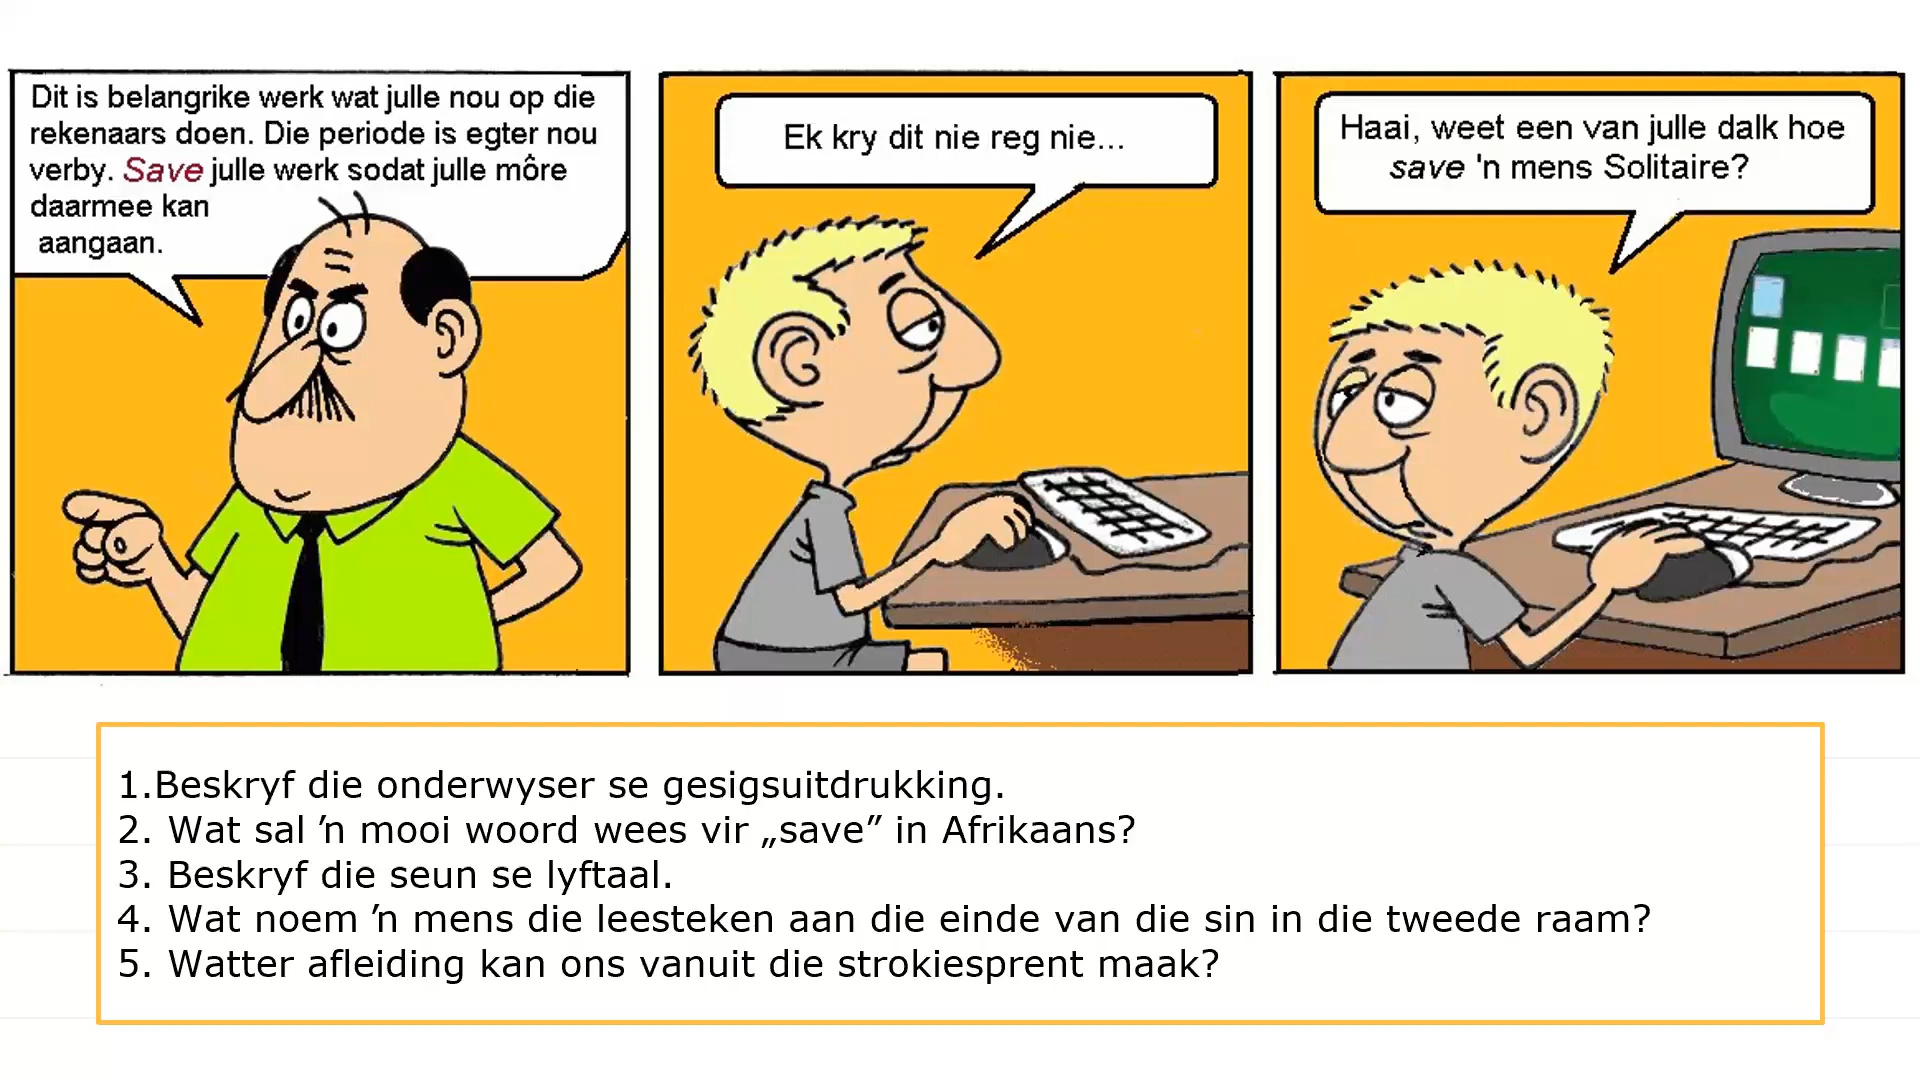 Dit is belangrike werk wat julle nou op die
rekenaars doen. Die periode is egter nou
verby. Save julle werk sodat julle môre
daarmee kan
aangaan.
Ek kry dit nie reg nie...
Haai, weet een van julle dalk hoe
save 'n mens Solitaire?
1.Beskryf die onderwyser se gesigsuitdrukking.
2. Wat sal ’n mooi woord wees vir „save” in Afrikaans?
3. Beskryf die seun se lyftaal.
4. Wat noem ’n mens die leesteken aan die einde van die sin in die tweede raam?
5. Watter afleiding kan ons vanuit die strokiesprent maak?